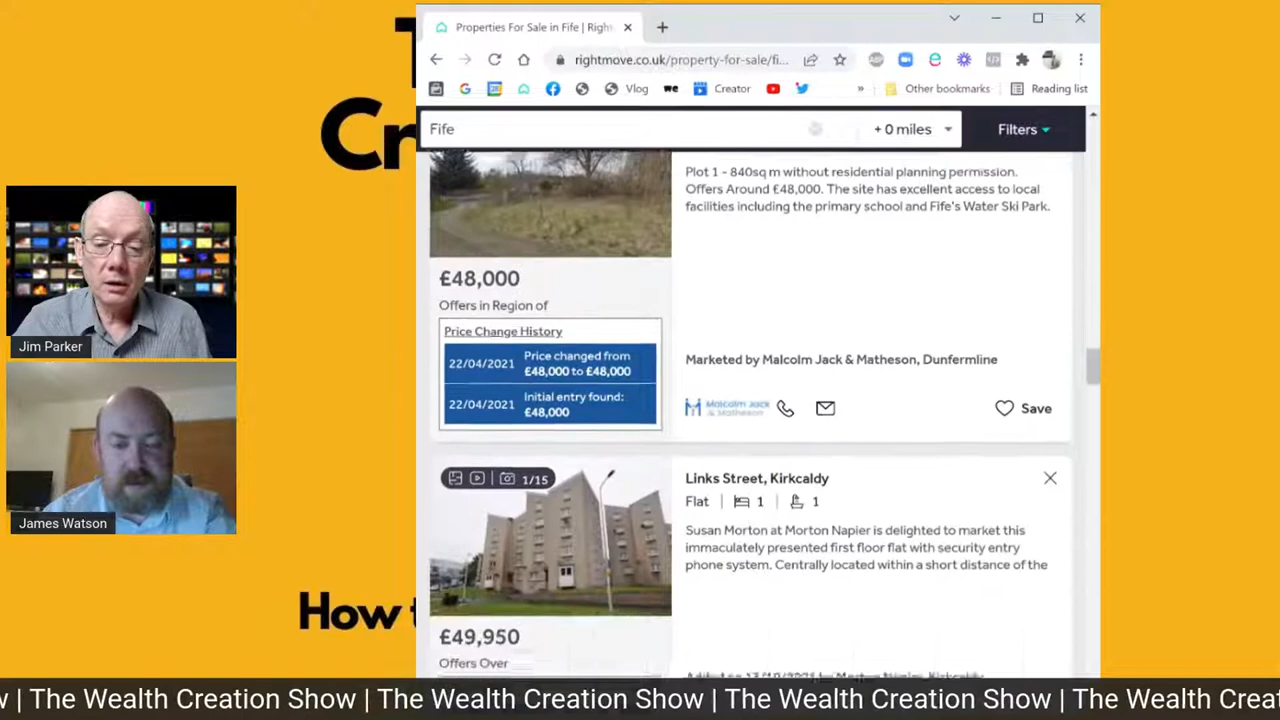 T
Cr
How t
Properties For Sale in Fife | Right
rightmove.co.uk/property-for-sale/fi...
Vlog
we
Creator
»
Other bookmarks
Reading list
Fife
+ 0 miles
Filters
Plot 1 - 840sq m without residential planning permission.
Offers Around £48,000. The site has excellent access to local
facilities including the primary school and Fife's Water Ski Park.
£48,000
Offers in Region of
Price Change History
22/04/2021 Price changed from
£48,000 to £48,000
22/04/2021 Initial entry found:
£48,000
Marketed by Malcolm Jack & Matheson, Dunfermline
Malcolm Jack
& Matheson
Save
1/15
Links Street, Kirkcaldy
Flat | 1 | 1
Susan Morton at Morton Napier is delighted to market this
immaculately presented first floor flat with security entry
phone system. Centrally located within a short distance of the
£49,950
Offers Over
Jim Parker
James Watson
w | The Wealth Creation Show | The Wealth Creation Show | The Wealth Creation Show | The Wealth Crea